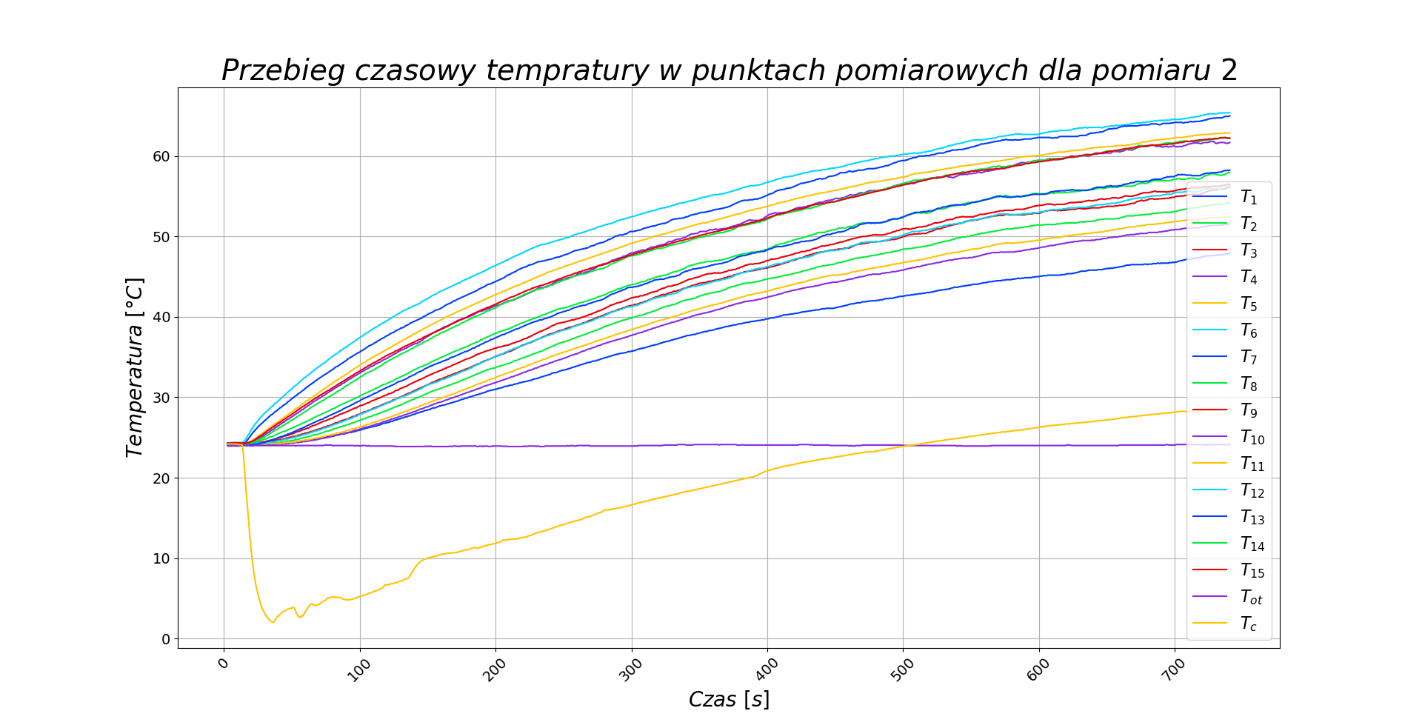 Przebieg czasowy tempratury w punktach pomiarowych dla pomiaru 2
Temperatura [°C]
60
50
40
30
20
10
0
0 100 200 300 400 500 600 700
Czas [s]
T1
T2
T3
T4
T5
T6
T7
T8
T9
T10
T11
T12
T13
T14
T15
Tot
Tc